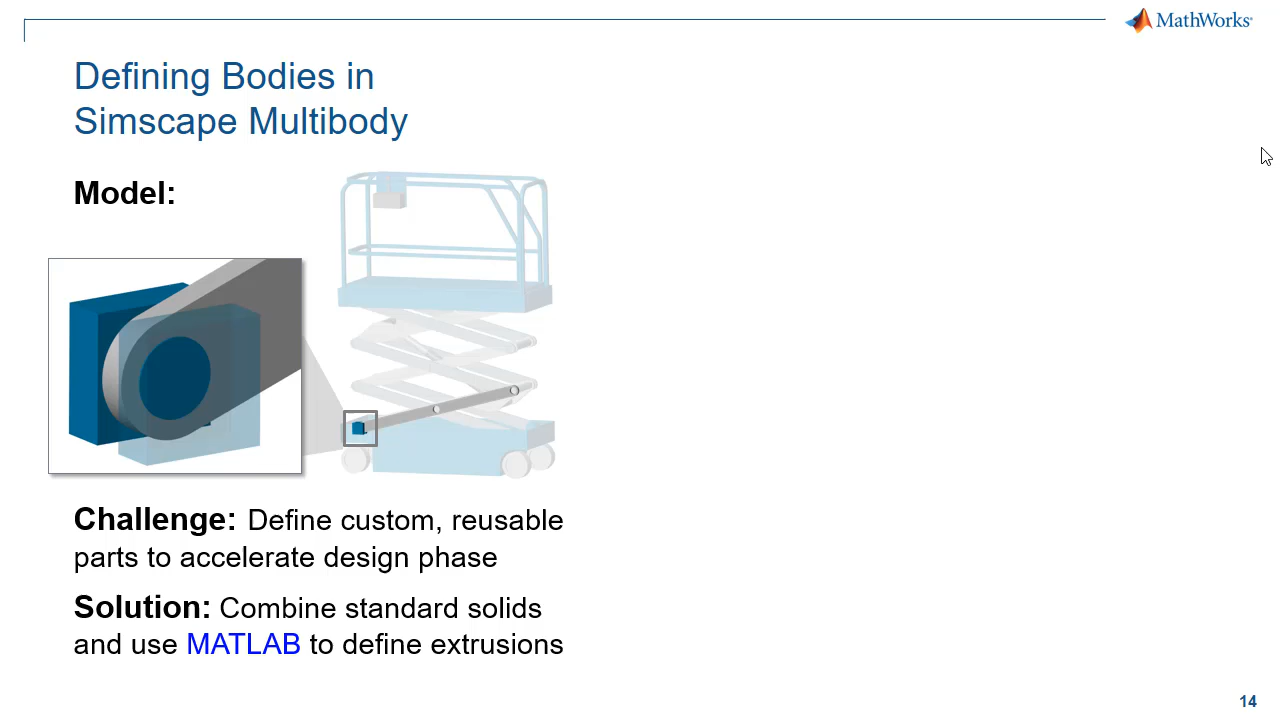 MathWorks
Defining Bodies in
Simscape Multibody
Model:
Challenge: Define custom, reusable
parts to accelerate design phase
Solution: Combine standard solids
and use MATLAB to define extrusions
14